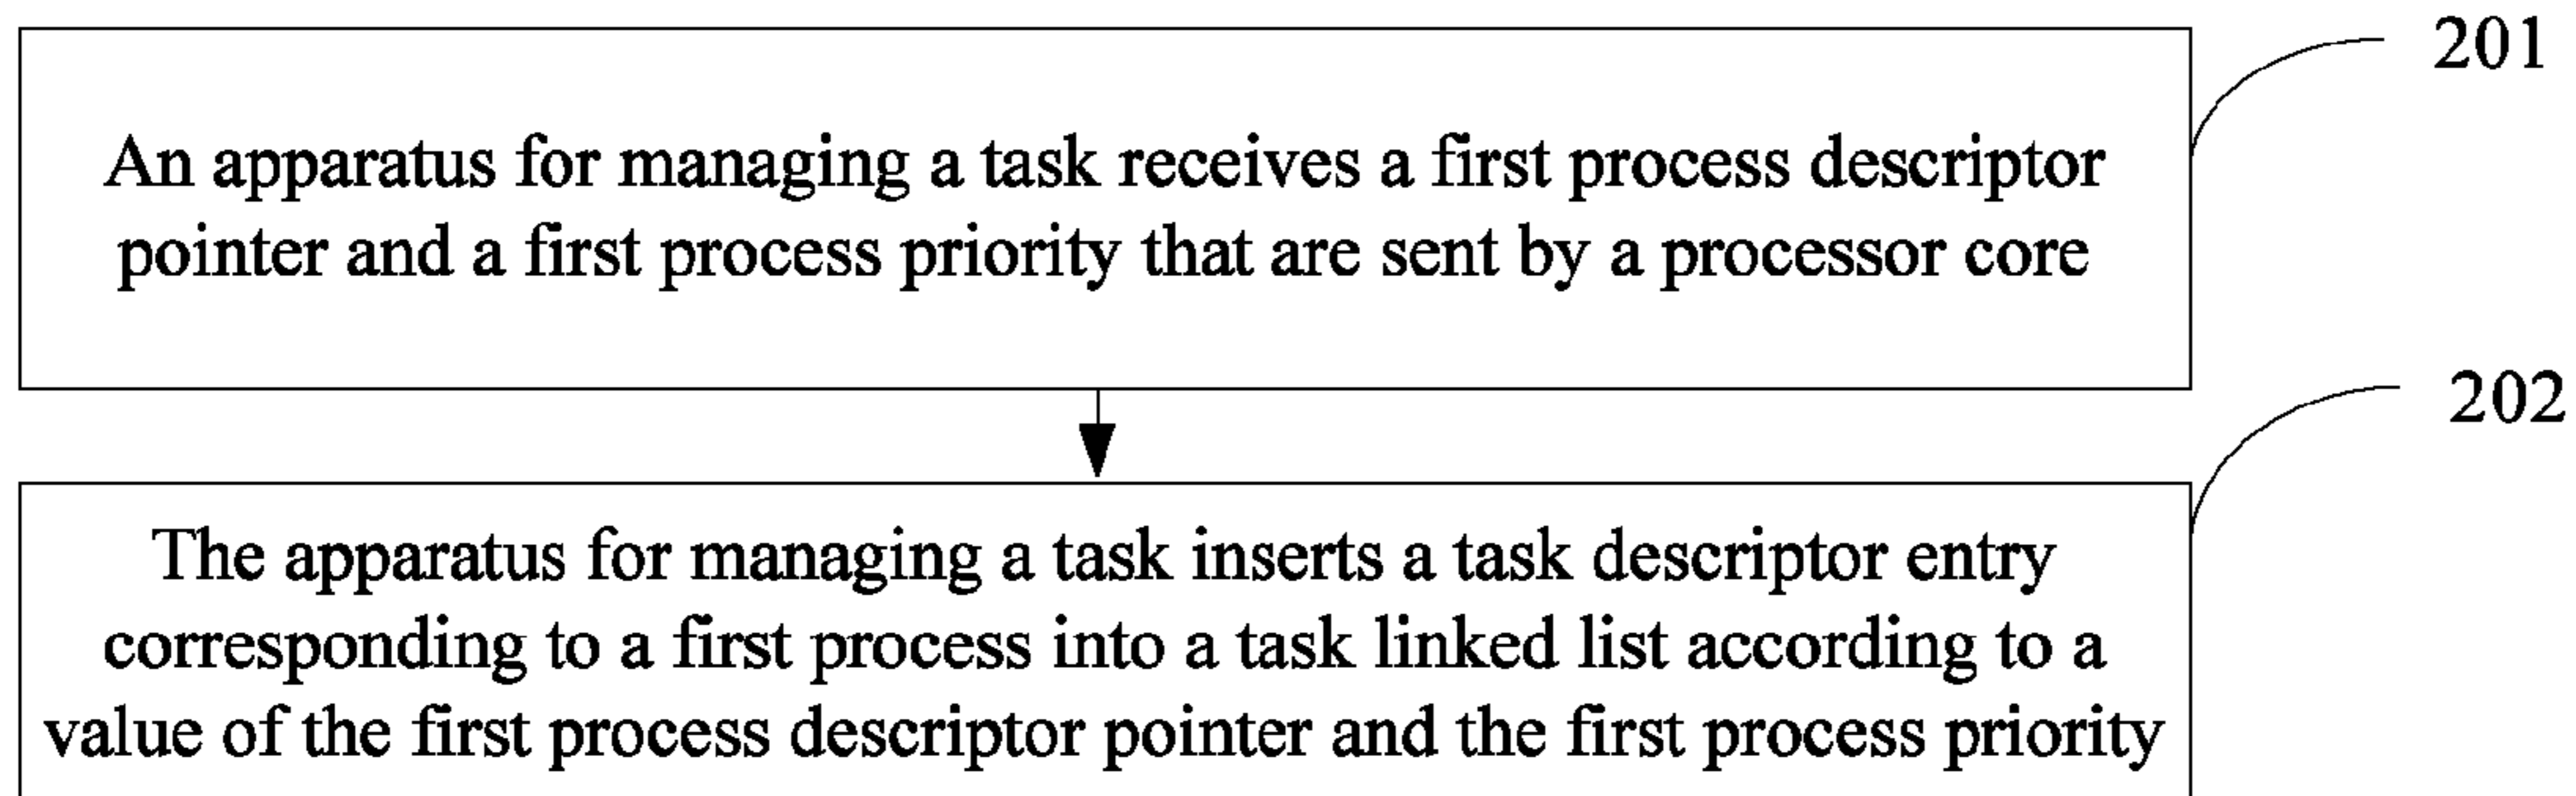 201
An apparatus for managing a task receives a first process descriptor
pointer and a first process priority that are sent by a processor core
202
The apparatus for managing a task inserts a task descriptor entry
corresponding to a first process into a task linked list according to a
value of the first process descriptor pointer and the first process priority